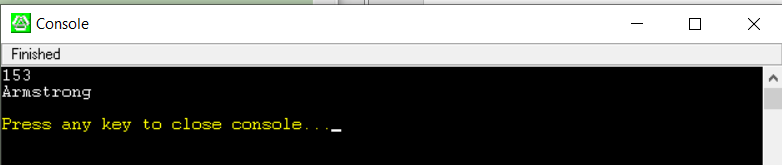 Console
Finished
153
Armstrong
Press any key to close console...